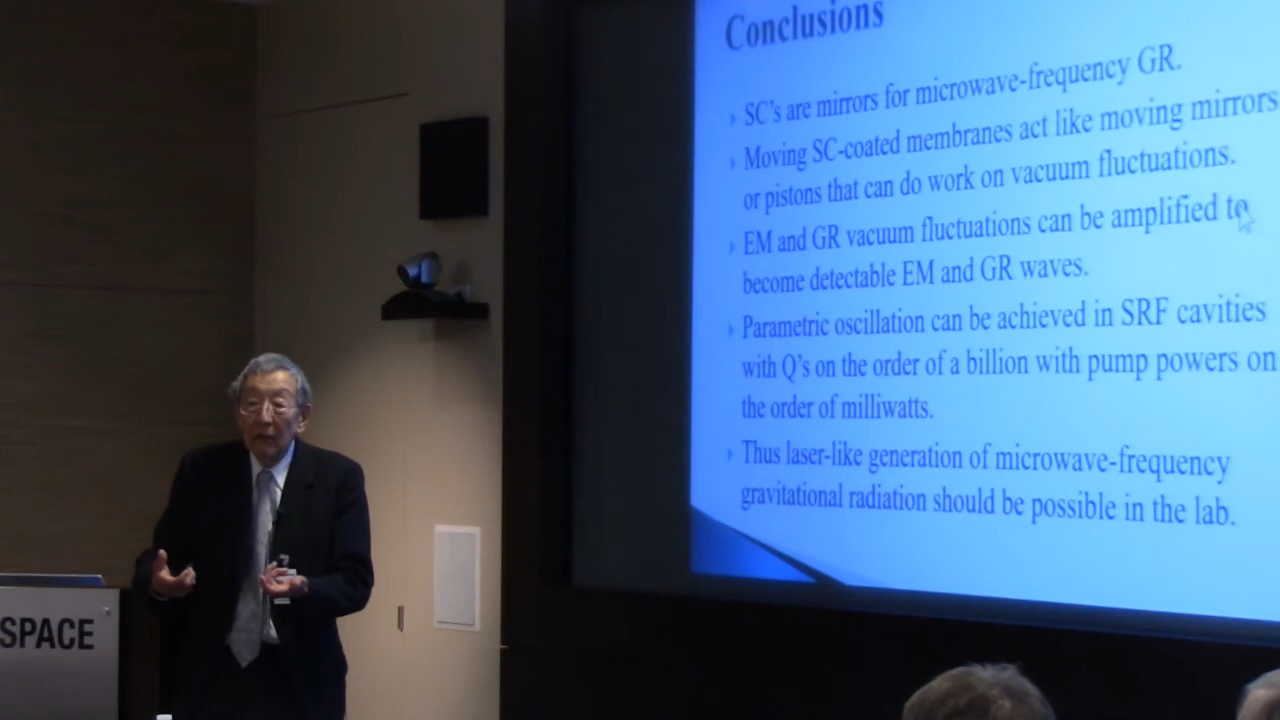 Conclusions
SC's are mirrors for microwave-frequency GR.
Moving SC-coated membranes act like moving mirrors
or pistons that can do work on vacuum fluctuations.
EM and GR vacuum fluctuations can be amplified to
become detectable EM and GR waves.
Parametric oscillation can be achieved in SRF cavities
with Q's on the order of a billion with pump powers on
the order of milliwatts.
Thus laser-like generation of microwave-frequency
gravitational radiation should be possible in the lab.
SPACE